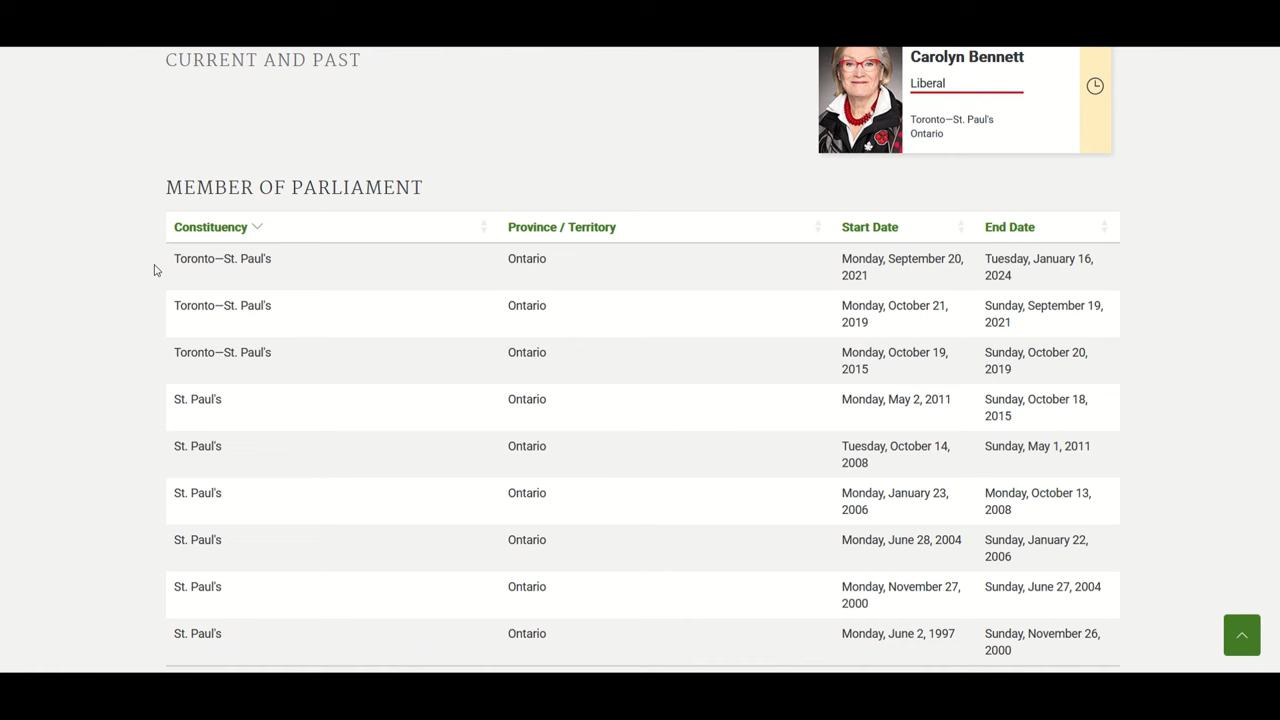 CURRENT AND PAST
Carolyn Bennett
Liberal
Toronto—St. Paul's
Ontario
MEMBER OF PARLIAMENT
Constituency Province / Territory Start Date End Date
Toronto—St. Paul's Ontario Monday, September 20, Tuesday, January 16,
2021 2024
Toronto—St. Paul's Ontario Monday, October 21, Sunday, September 19,
2019 2021
Toronto—St. Paul's Ontario Monday, October 19, Sunday, October 20,
2015 2019
St. Paul's Ontario Monday, May 2, 2011 Sunday, October 18,
2015
St. Paul's Ontario Tuesday, October 14, Sunday, May 1, 2011
2008
St. Paul's Ontario Monday, January 23, Monday, October 13,
2006 2008
St. Paul's Ontario Monday, June 28, 2004 Sunday, January 22,
2006
St. Paul's Ontario Monday, November 27, Sunday, June 27, 2004
2000
St. Paul's Ontario Monday, June 2, 1997 Sunday, November 26,
2000